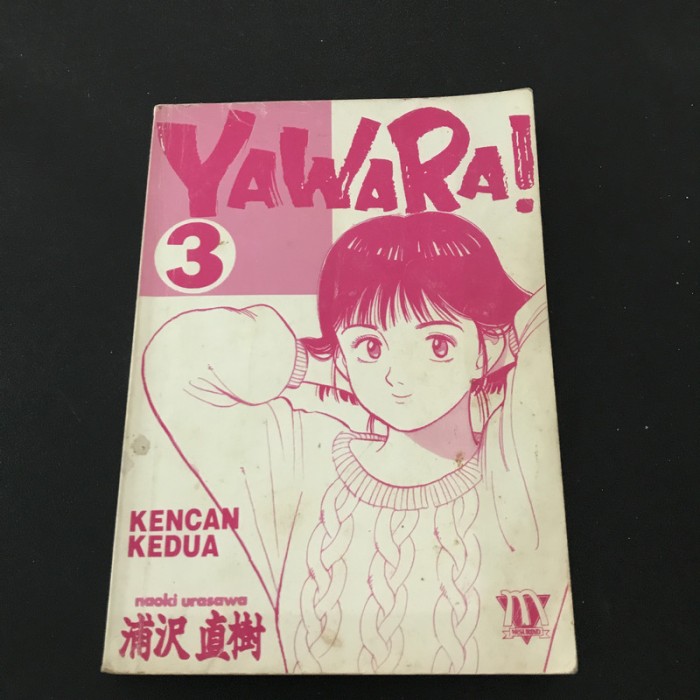 YAWARA!
3
KENCAN
KEDUA
naoki urasawa
浦沢直樹
M